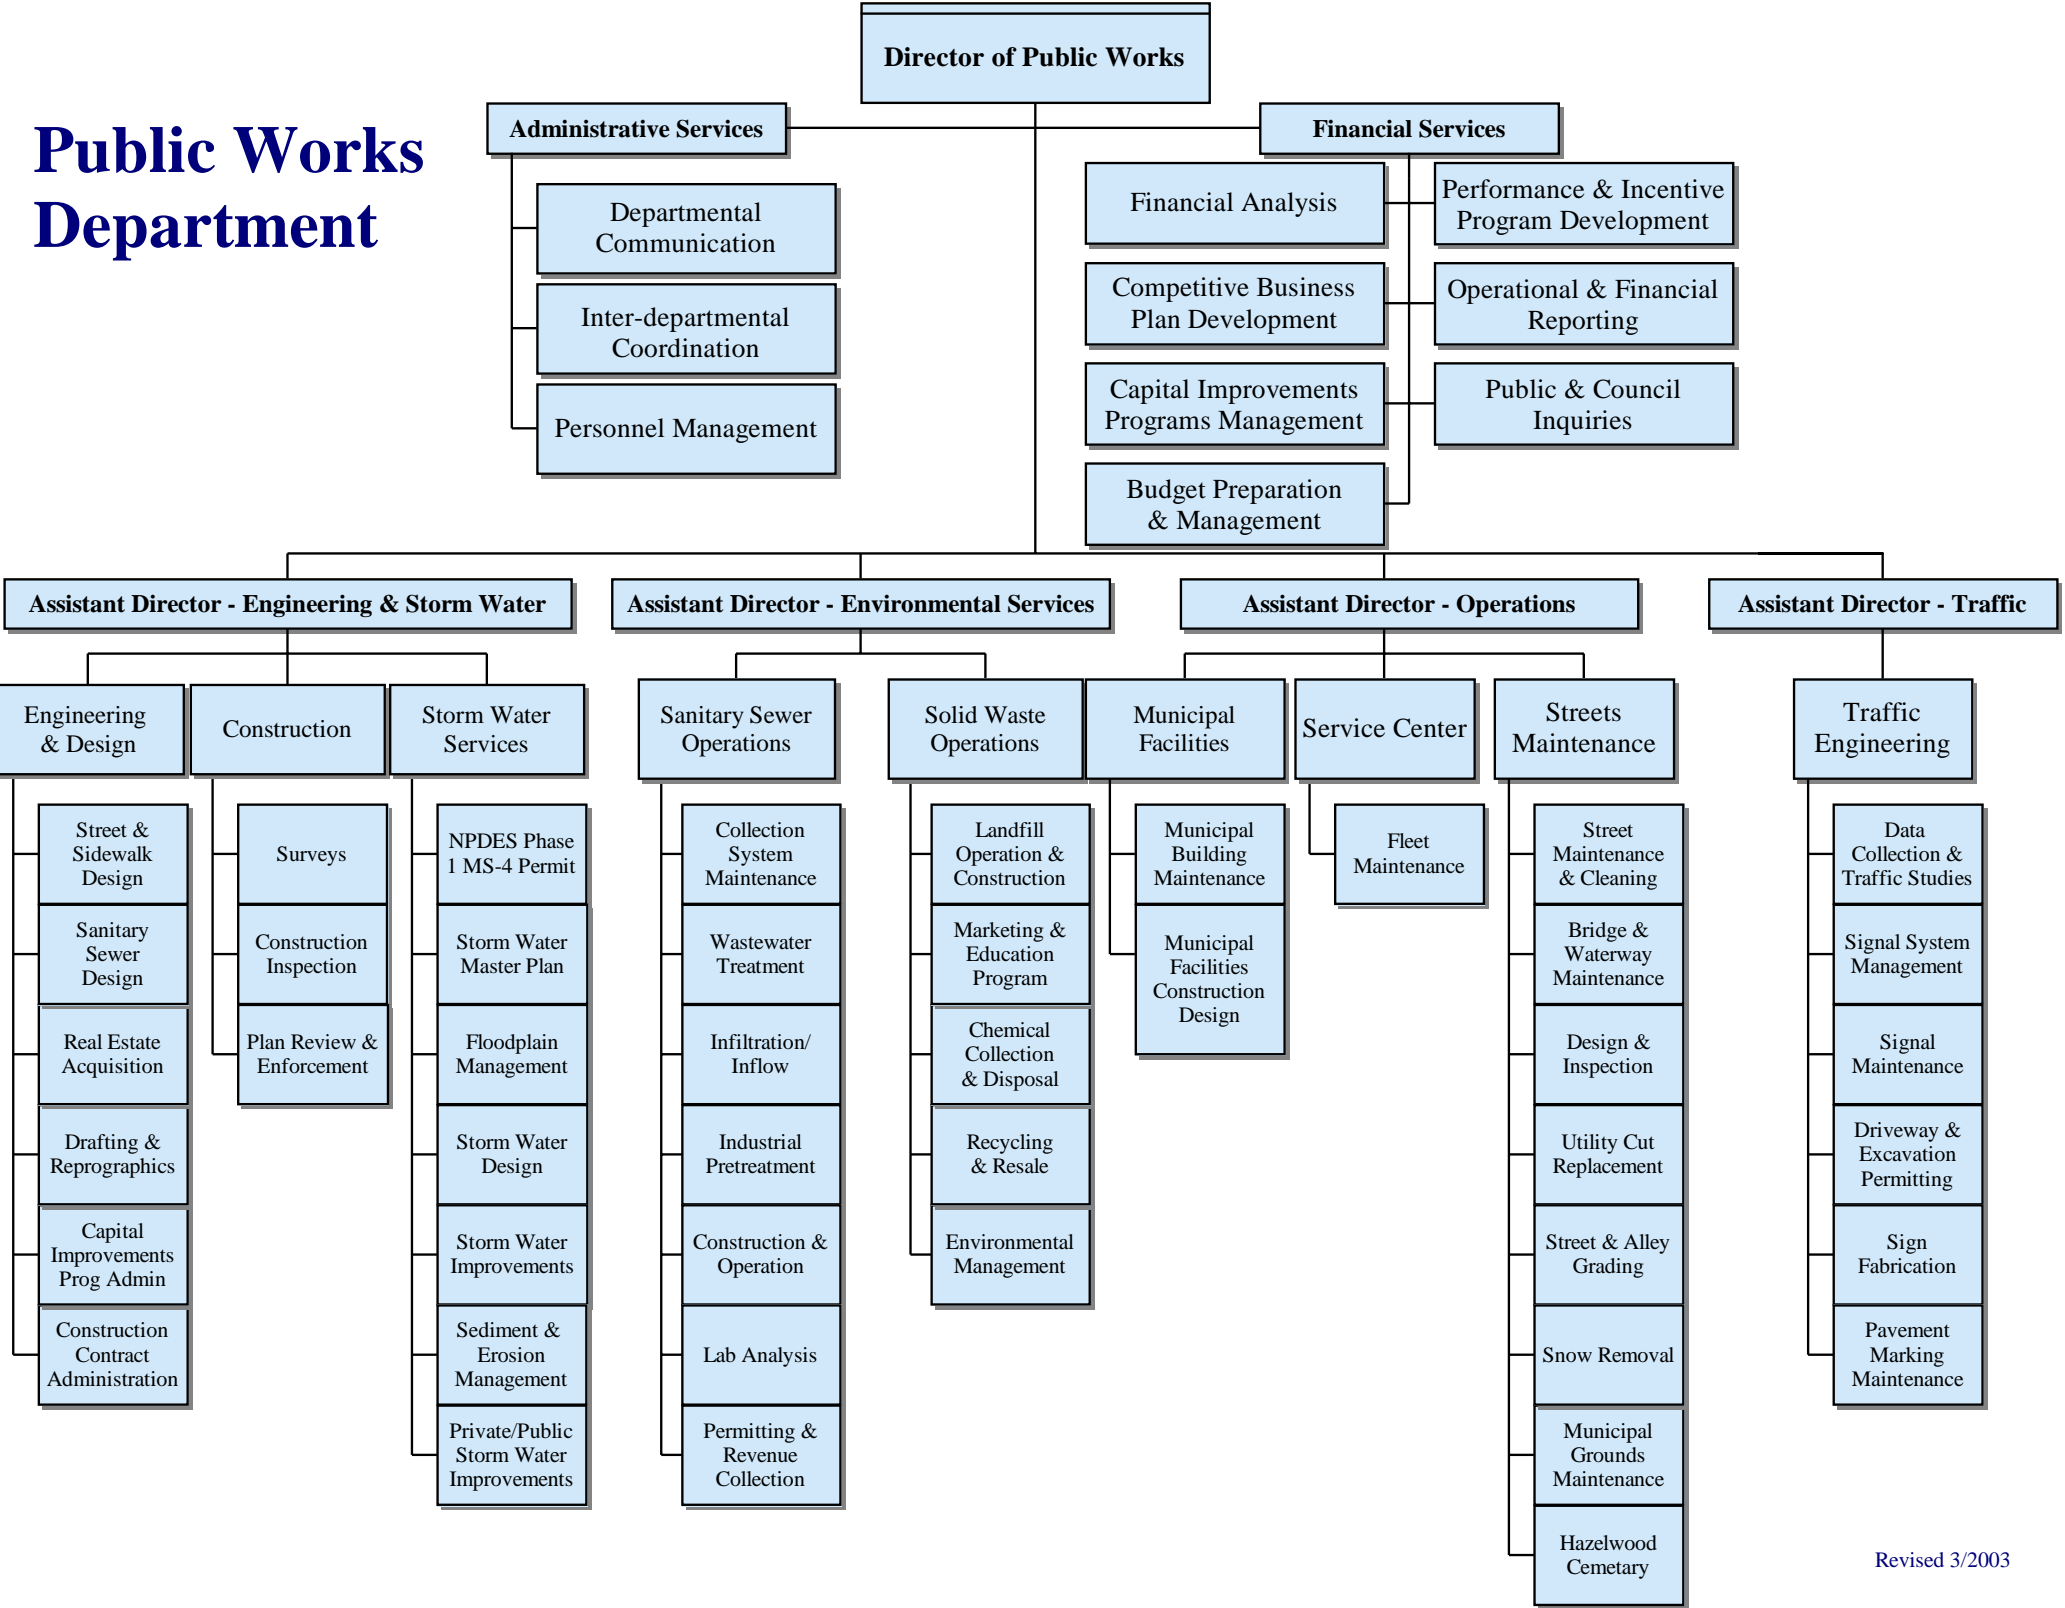 Director of Public Works
Public Works
Department
Administrative Services
Financial Services
Departmental
Communication
Inter-departmental
Coordination
Personnel Management
Financial Analysis
Performance & Incentive
Program Development
Competitive Business
Plan Development
Operational & Financial
Reporting
Capital Improvements
Programs Management
Public & Council
Inquiries
Budget Preparation
& Management
Assistant Director - Engineering & Storm Water
Assistant Director - Environmental Services
Assistant Director - Operations
Assistant Director - Traffic
Engineering
& Design
Construction
Storm Water
Services
Sanitary Sewer
Operations
Solid Waste
Operations
Municipal
Facilities
Service Center
Streets
Maintenance
Traffic
Engineering
Street &
Sidewalk
Design
Sanitary
Sewer
Design
Real Estate
Acquisition
Drafting &
Reprographics
Capital
Improvements
Prog Admin
Construction
Contract
Administration
Surveys
Construction
Inspection
Plan Review &
Enforcement
NPDES Phase
1 MS-4 Permit
Storm Water
Master Plan
Floodplain
Management
Storm Water
Design
Storm Water
Improvements
Sediment &
Erosion
Management
Private/Public
Storm Water
Improvements
Collection
System
Maintenance
Wastewater
Treatment
Infiltration/
Inflow
Industrial
Pretreatment
Construction &
Operation
Lab Analysis
Permitting &
Revenue
Collection
Landfill
Operation &
Construction
Marketing &
Education
Program
Chemical
Collection
& Disposal
Recycling
& Resale
Environmental
Management
Municipal
Building
Maintenance
Municipal
Facilities
Construction
Design
Fleet
Maintenance
Street
Maintenance
& Cleaning
Bridge &
Waterway
Maintenance
Design &
Inspection
Utility Cut
Replacement
Street & Alley
Grading
Snow Removal
Municipal
Grounds
Maintenance
Hazelwood
Cemetary
Data
Collection &
Traffic Studies
Signal System
Management
Signal
Maintenance
Driveway &
Excavation
Permitting
Sign
Fabrication
Pavement
Marking
Maintenance
Revised 3/2003